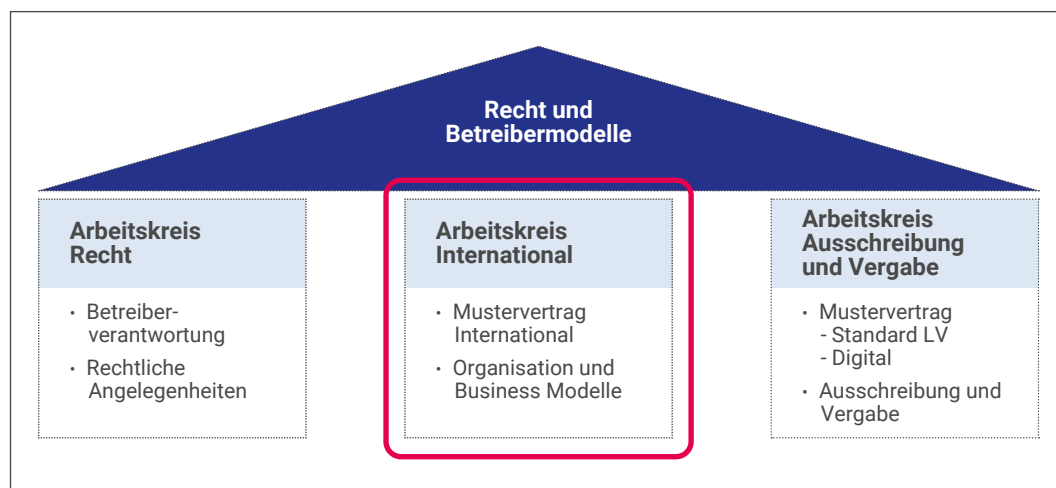 Recht und
Betreibermodelle
Arbeitskreis
Recht
• Betreiber-
verantwortung
• Rechtliche
Angelegenheiten
Arbeitskreis
International
• Mustervertrag
International
• Organisation und
Business Modelle
Arbeitskreis
Ausschreibung
und Vergabe
• Mustervertrag
- Standard LV
- Digital
• Ausschreibung und
Vergabe